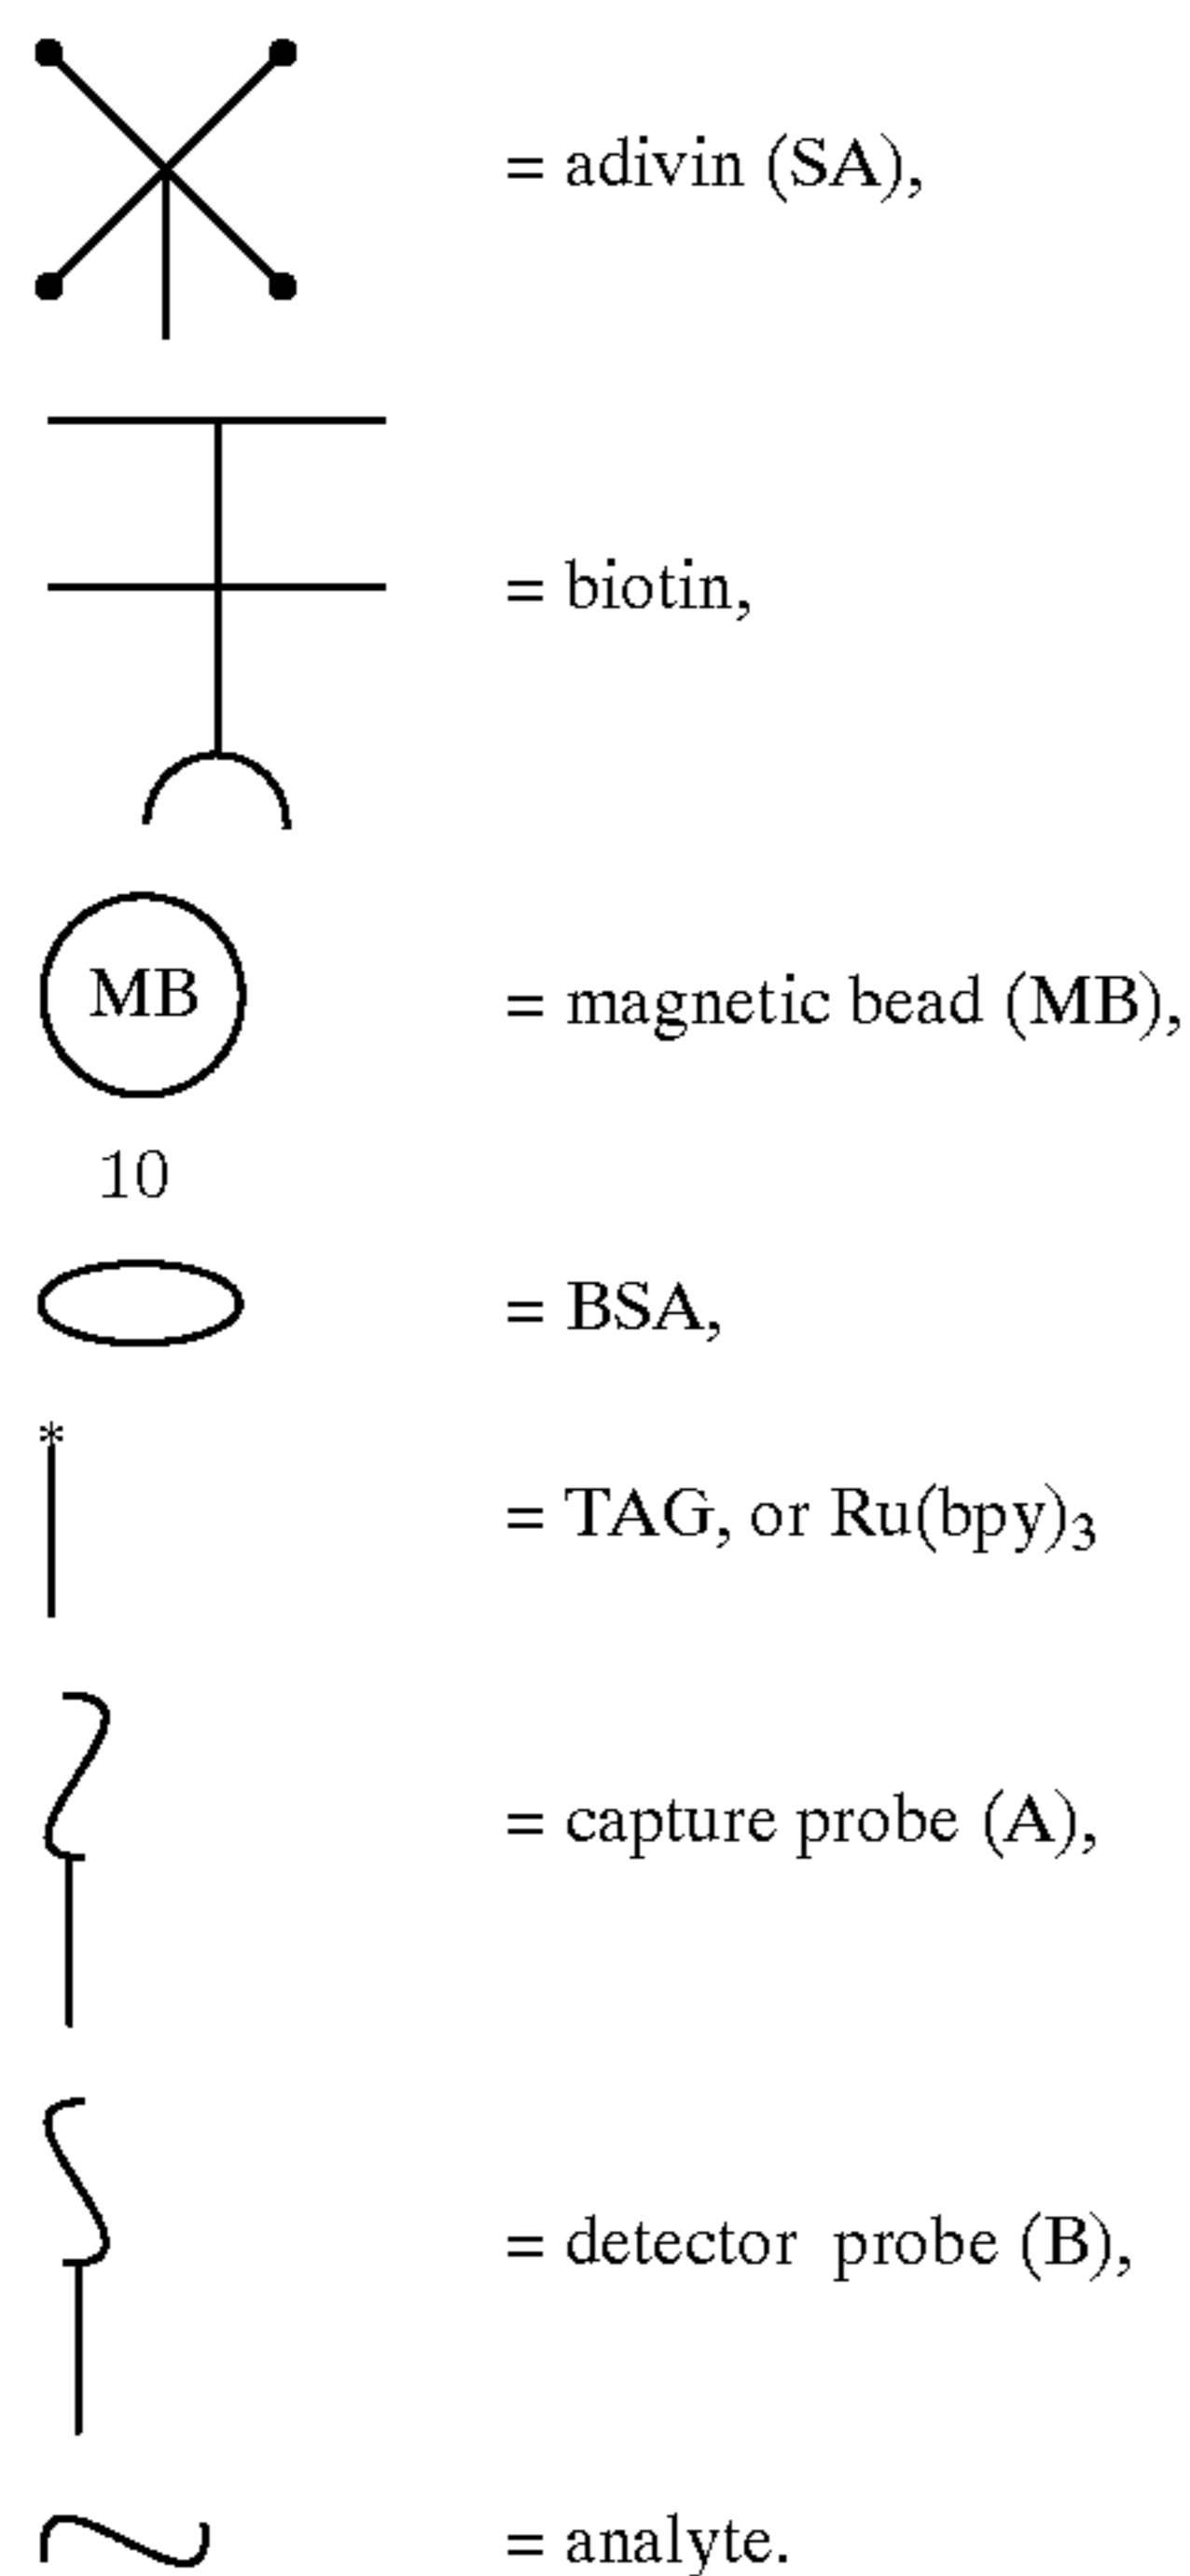 = adivin (SA),
= biotin,
MB = magnetic bead (MB),
10
= BSA,
* = TAG, or Ru(bpy)₃
= capture probe (A),
= detector probe (B),
= analyte.